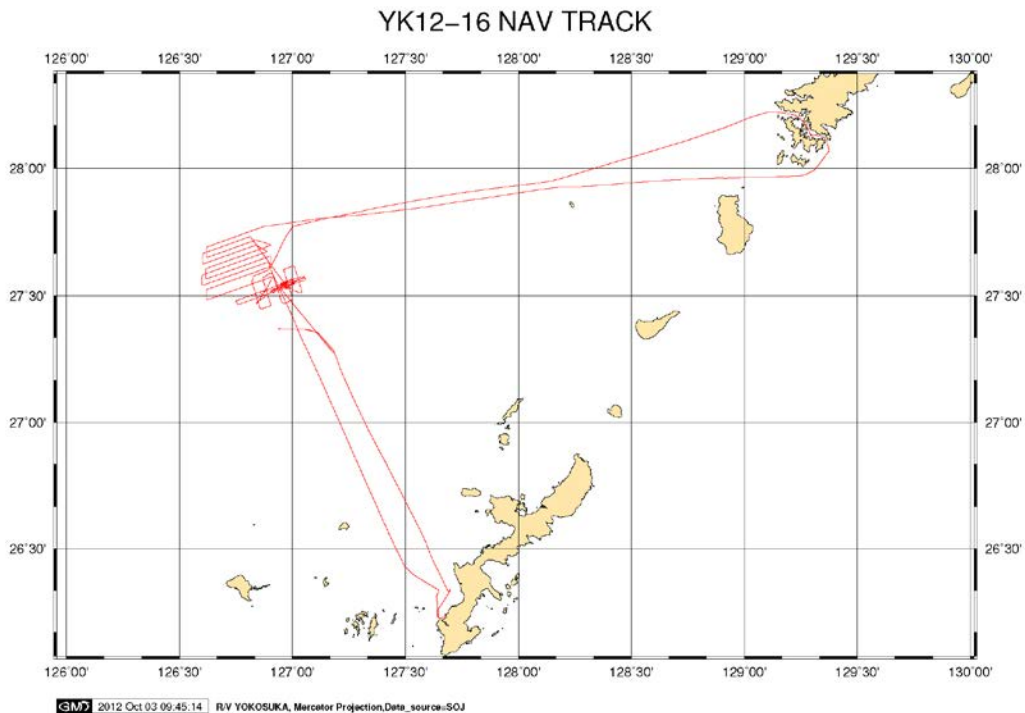 YK12-16 NAV TRACK
126˚00' 126˚30' 127˚00' 127˚30' 128˚00' 128˚30' 129˚00' 129˚30' 130˚00'
28˚00' 28˚00'
27˚30' 27˚30'
27˚00' 27˚00'
26˚30' 26˚30'
126˚00' 126˚30' 127˚00' 127˚30' 128˚00' 128˚30' 129˚00' 129˚30' 130˚00'
GMT 2012 Oct 03 09:45:14 R/V YOKOSUKA, Mercator Projection,Data_source=SOJ